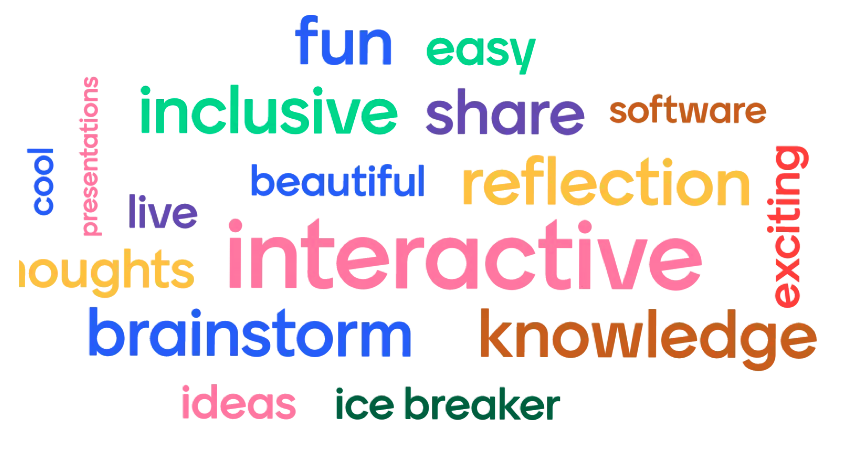 fun
easy
inclusive
share
software
presentations
cool
beautiful
reflection
exciting
live
interactive
houghts
brainstorm
knowledge
ideas
ice breaker